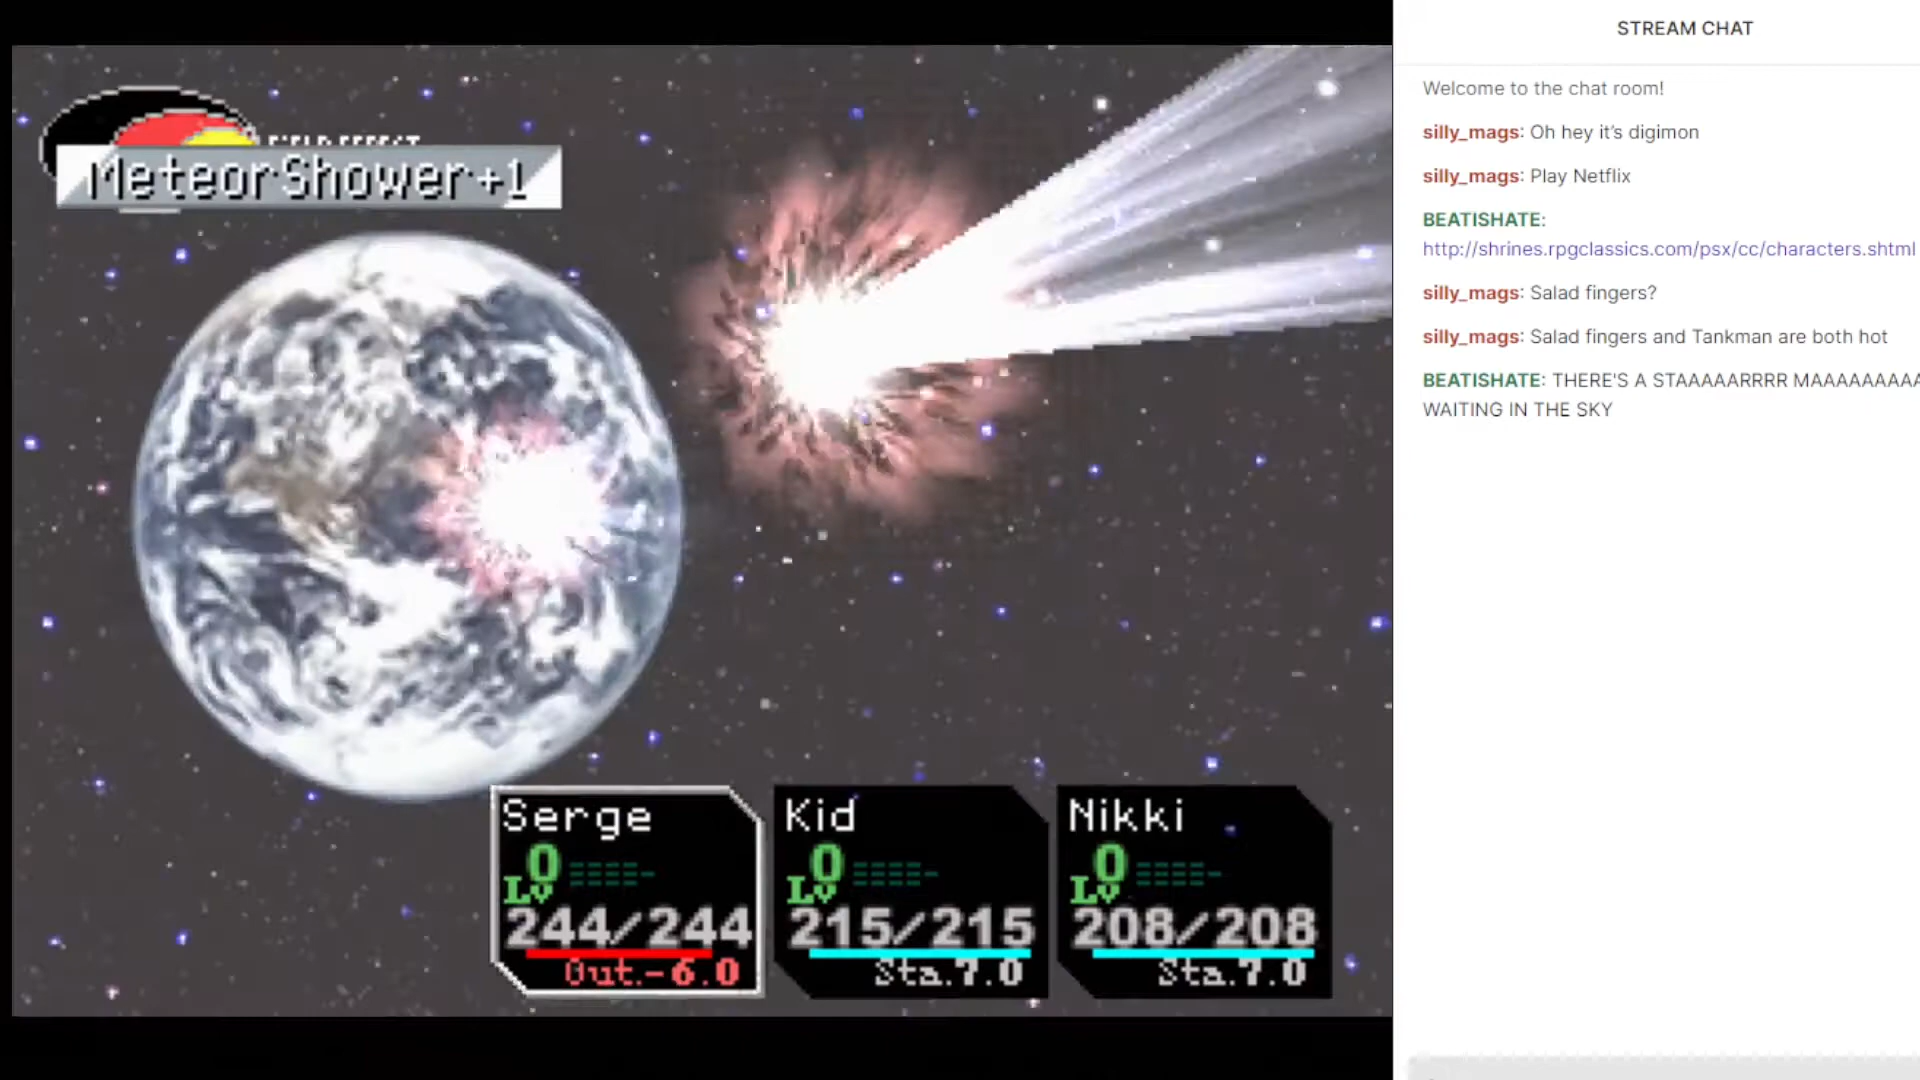 FIELD EFFECT
MeteorShower+1
Serge
Lv 0
244/244
Out.-6.0
Kid
Lv 0
215/215
Sta.7.0
Nikki
Lv 0
208/208
Sta.7.0
STREAM CHAT
Welcome to the chat room!
silly_mags: Oh hey it’s digimon
silly_mags: Play Netflix
BEATISHATE:
http://shrines.rpgclassics.com/psx/cc/characters.shtml
silly_mags: Salad fingers?
silly_mags: Salad fingers and Tankman are both hot
BEATISHATE: THERE'S A STAAAAARRRR MAAAAAAAAA
WAITING IN THE SKY